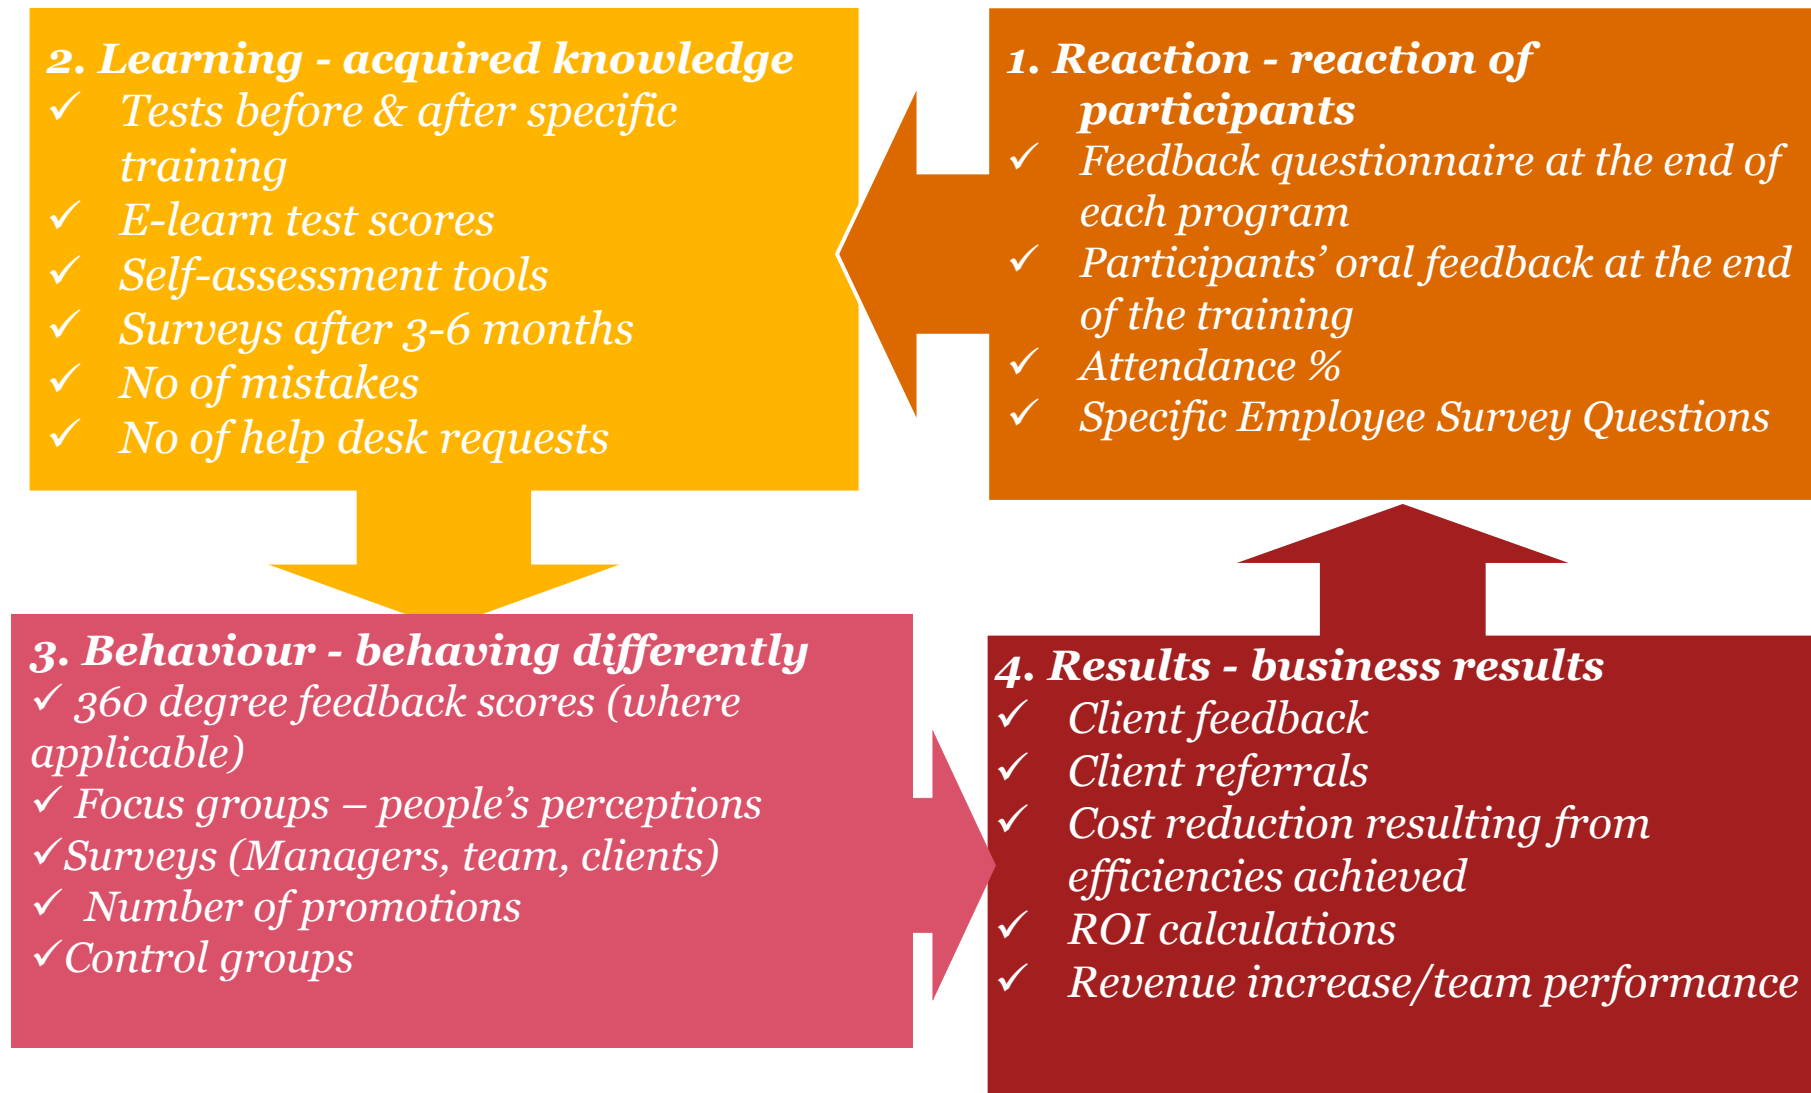 2. Learning - acquired knowledge
✓ Tests before & after specific
training
✓ E-learn test scores
✓ Self-assessment tools
✓ Surveys after 3-6 months
✓ No of mistakes
✓ No of help desk requests
1. Reaction - reaction of
participants
✓ Feedback questionnaire at the end of
each program
✓ Participants’ oral feedback at the end
of the training
✓ Attendance %
✓ Specific Employee Survey Questions
3. Behaviour - behaving differently
✓ 360 degree feedback scores (where
applicable)
✓ Focus groups – people’s perceptions
✓Surveys (Managers, team, clients)
✓ Number of promotions
✓Control groups
4. Results - business results
✓ Client feedback
✓ Client referrals
✓ Cost reduction resulting from
efficiencies achieved
✓ ROI calculations
✓ Revenue increase/team performance